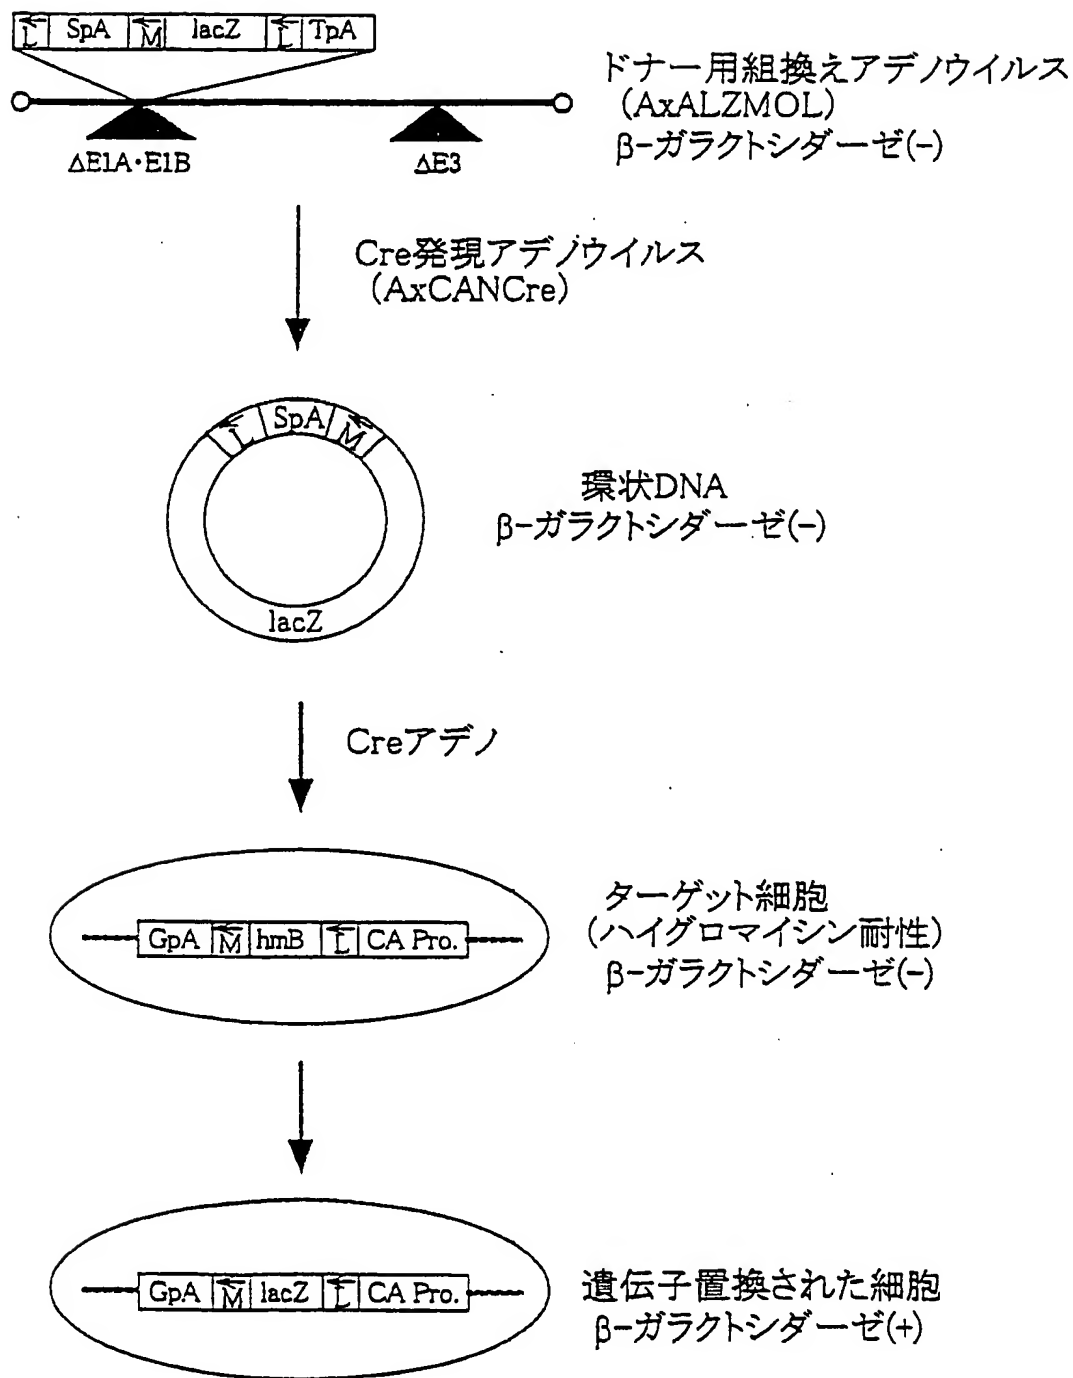 L SpA M lacZ L TpA
ドナー用組換えアデノウイルス
(AxALZMOL)
β-ガラクトシダーゼ(-)
ΔE1A・E1B
ΔE3
Cre発現アデノウイルス
(AxCANCre)
L SpA M
lacZ
環状DNA
β-ガラクトシダーゼ(-)
Creアデノ
GpA M hmB L CA Pro.
ターゲット細胞
(ハイグロマイシン耐性)
β-ガラクトシダーゼ(-)
GpA M lacZ L CA Pro.
遺伝子置換された細胞
β-ガラクトシダーゼ(+)